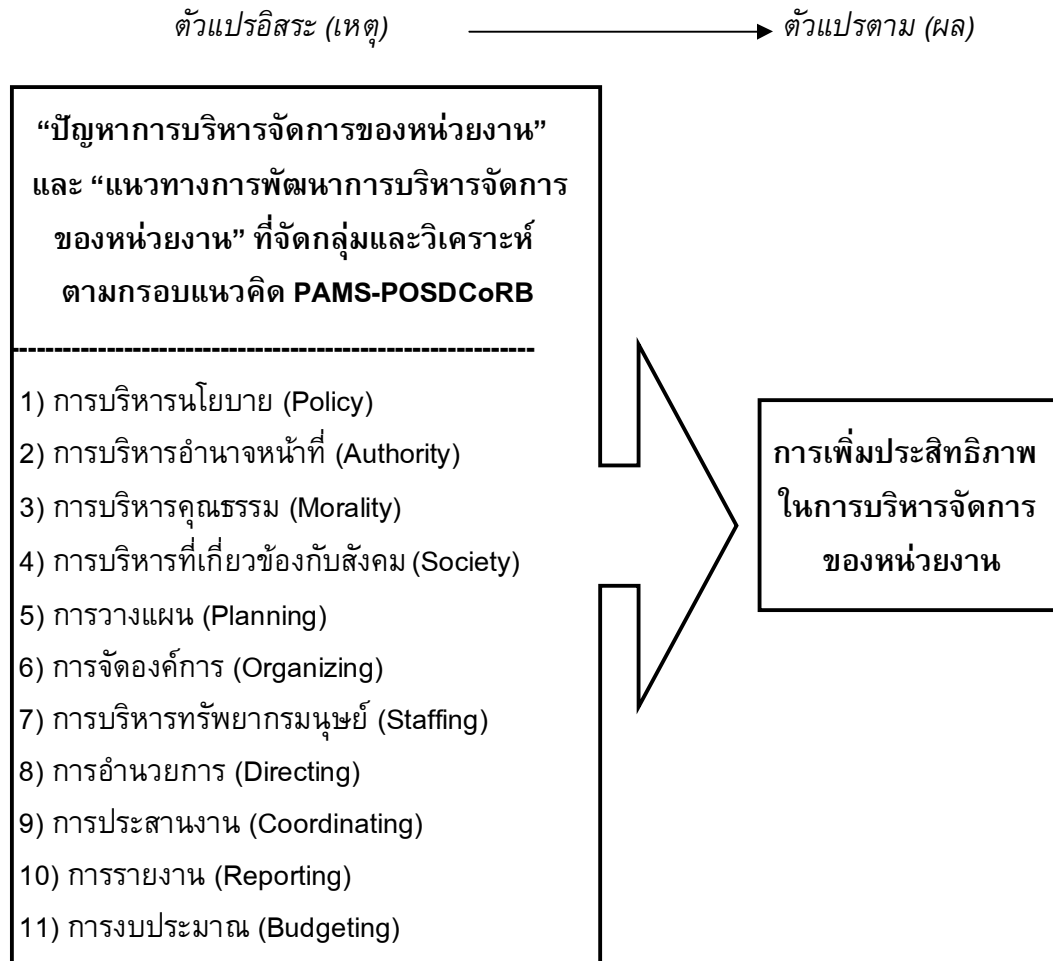 ตัวแปรอิสระ (เหตุ) ตัวแปรตาม (ผล)
“ปัญหาการบริหารจัดการของหน่วยงาน”
และ “แนวทางการพัฒนาการบริหารจัดการ
ของหน่วยงาน” ที่จัดกลุ่มและวิเคราะห์
ตามกรอบแนวคิด PAMS-POSDCoRB
1) การบริหารนโยบาย (Policy)
2) การบริหารอำนาจหน้าที่ (Authority)
3) การบริหารคุณธรรม (Morality)
4) การบริหารที่เกี่ยวข้องกับสังคม (Society)
5) การวางแผน (Planning)
6) การจัดองค์การ (Organizing)
7) การบริหารทรัพยากรมนุษย์ (Staffing)
8) การอำนวยการ (Directing)
9) การประสานงาน (Coordinating)
10) การรายงาน (Reporting)
11) การงบประมาณ (Budgeting)
การเพิ่มประสิทธิภาพ
ในการบริหารจัดการ
ของหน่วยงาน